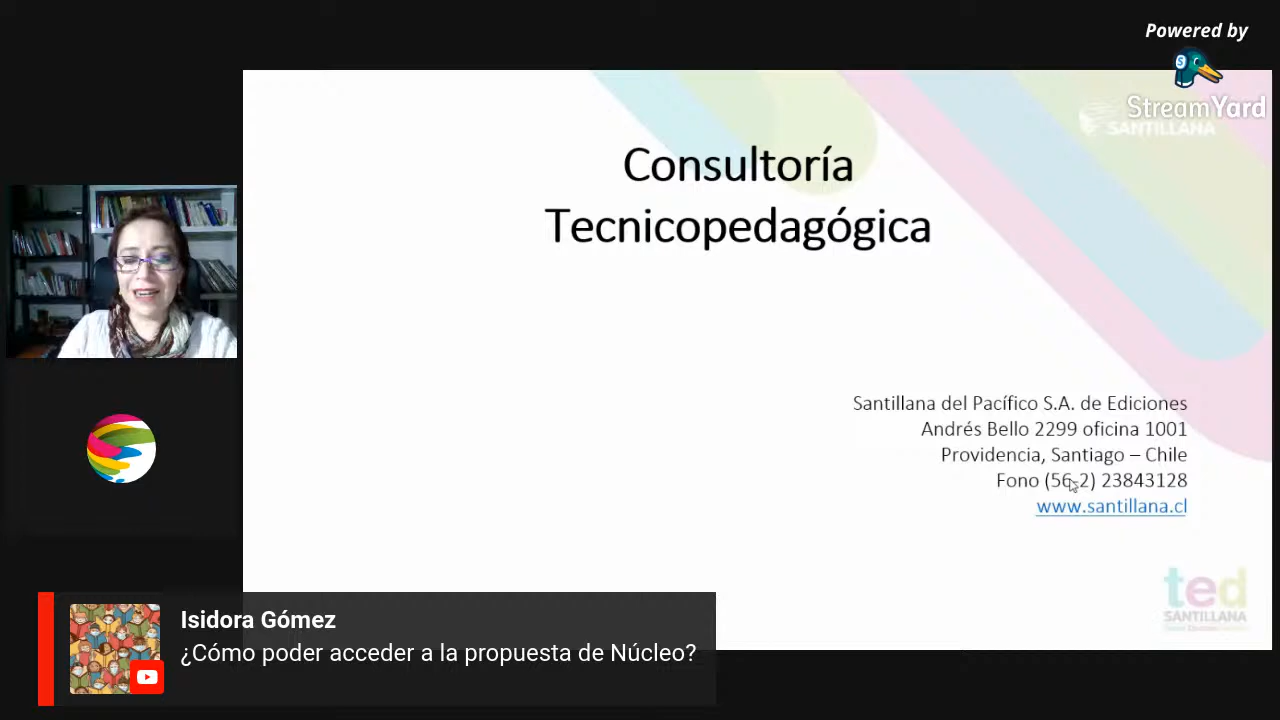 Powered by
StreamYard
SANTILLANA
Consultoría
Tecnicopedagógica
Santillana del Pacífico S.A. de Ediciones
Andrés Bello 2299 oficina 1001
Providencia, Santiago – Chile
Fono (56-2) 23843128
www.santillana.cl
ted
SANTILLANA
Isidora Gómez
¿Cómo poder acceder a la propuesta de Núcleo?